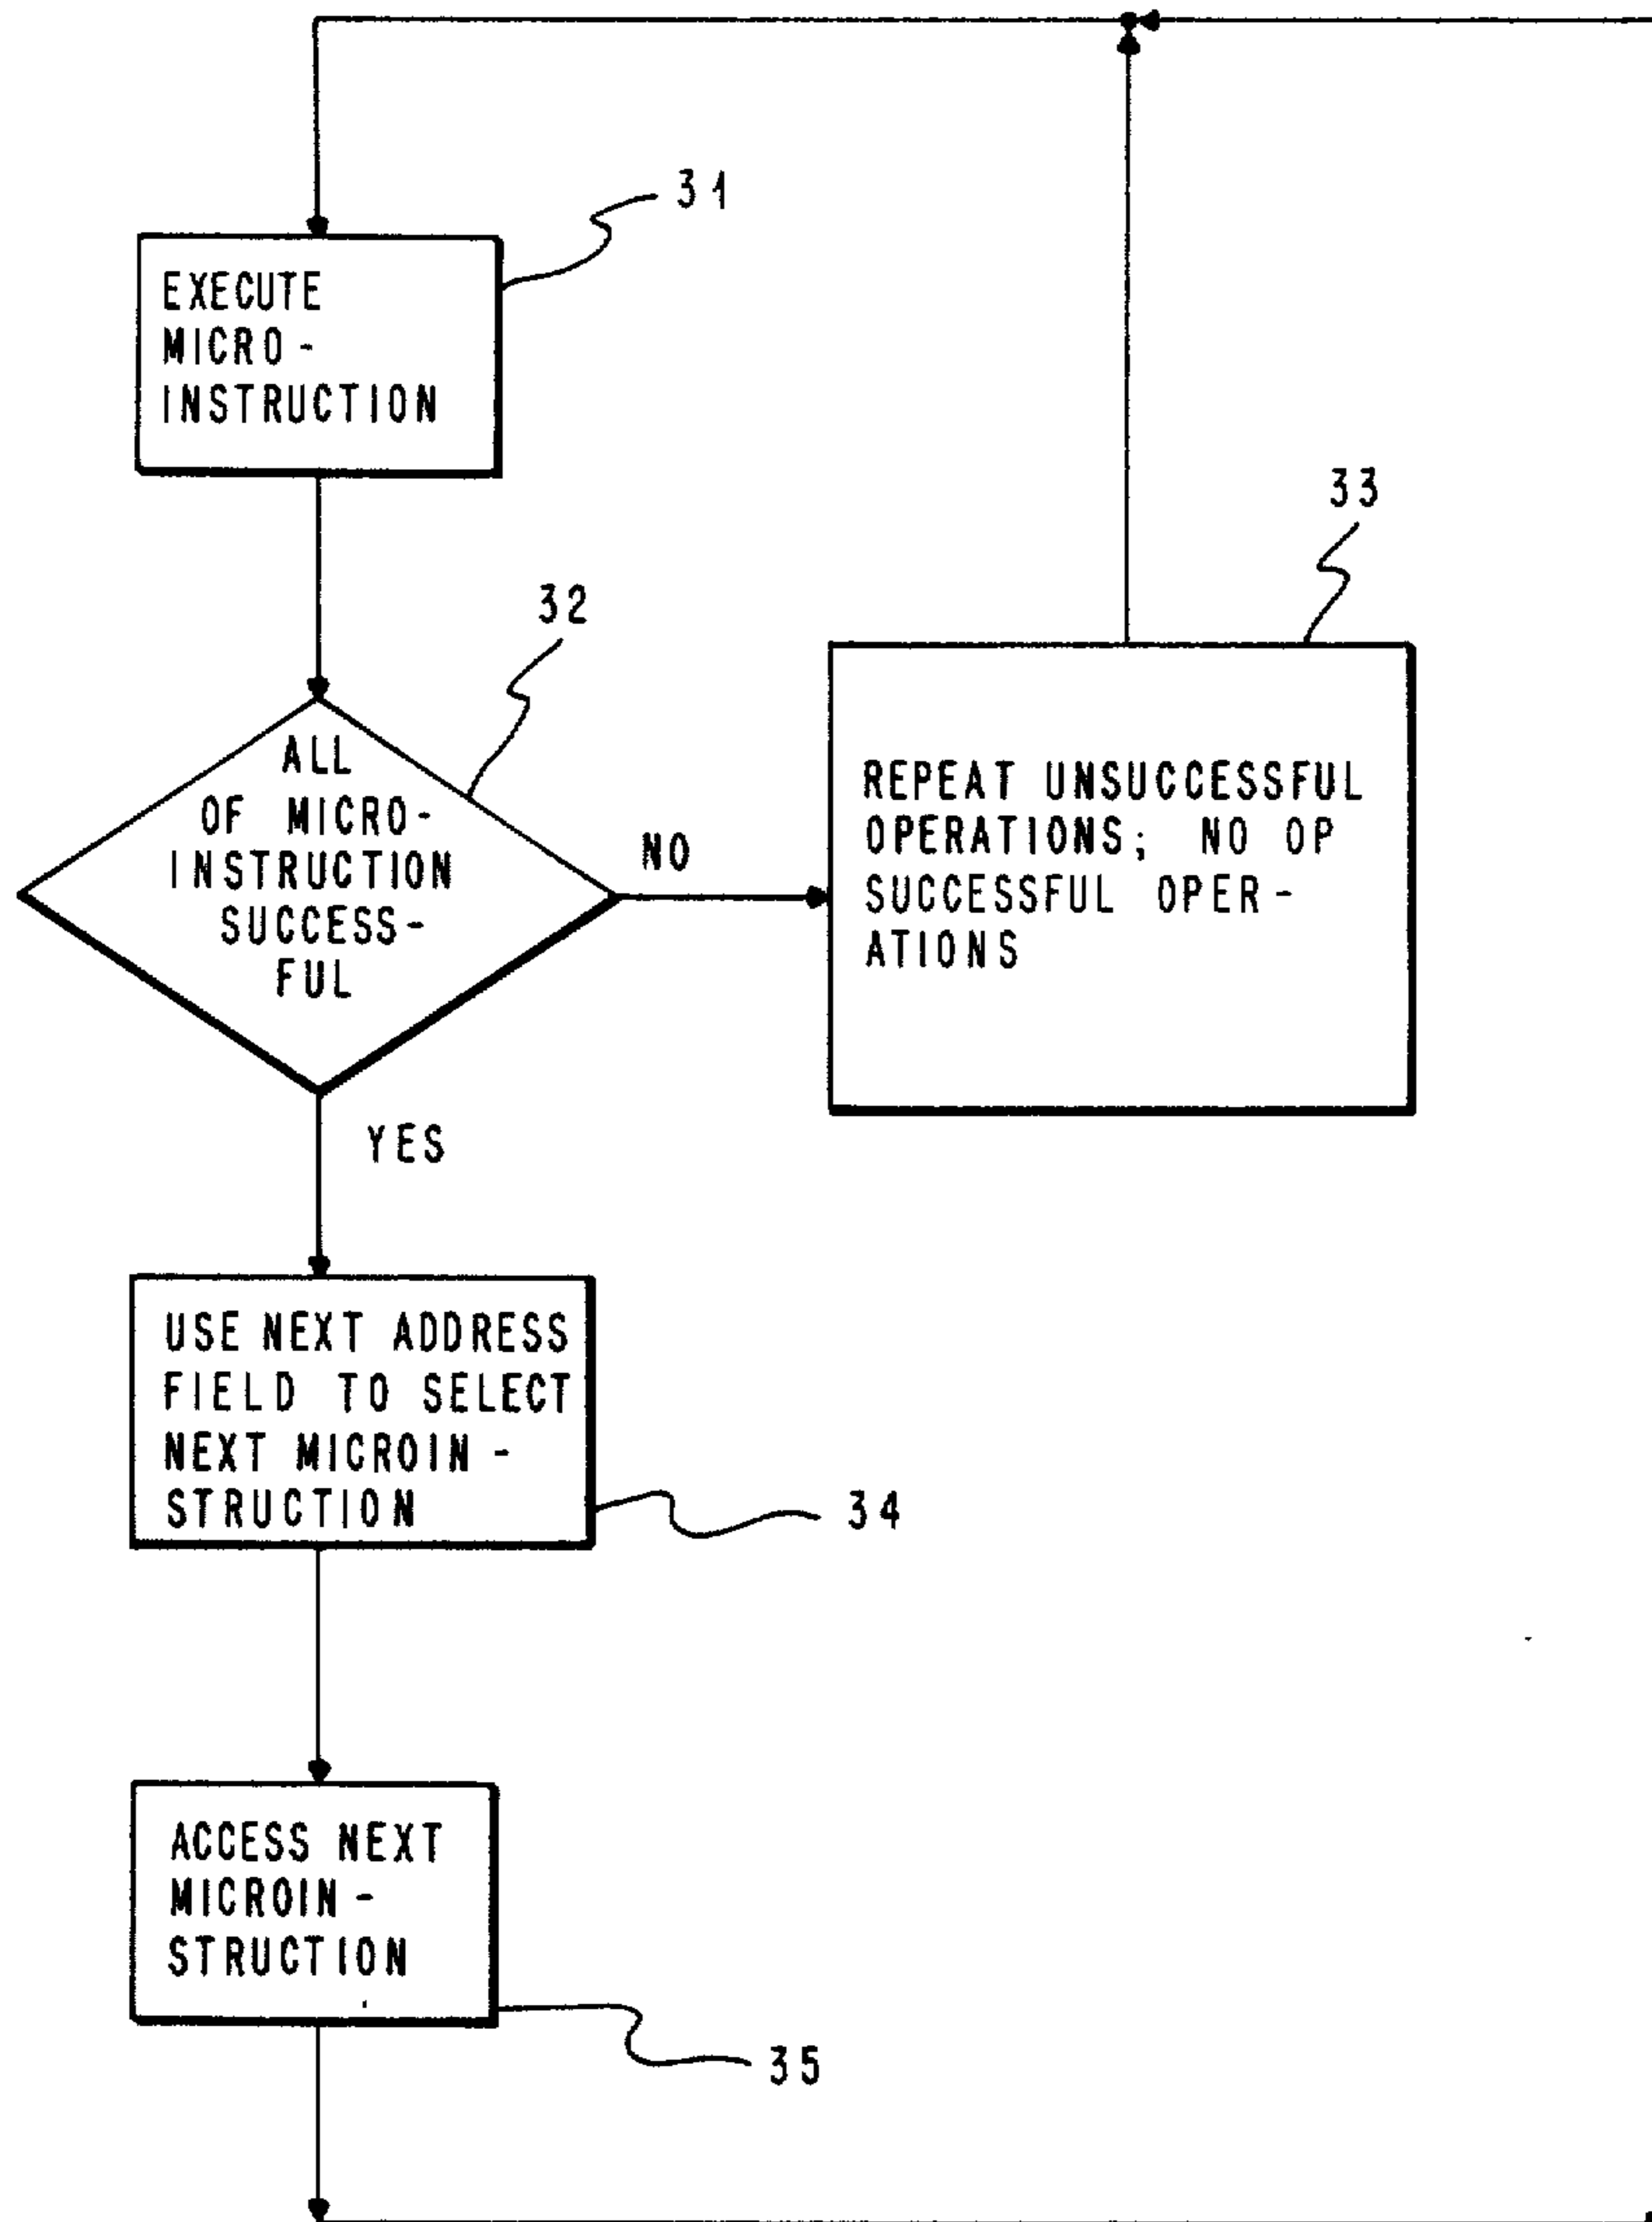 31
EXECUTE
MICRO-
INSTRUCTION
32
ALL
OF MICRO-
INSTRUCTION
SUCCESS-
FUL
NO
33
REPEAT UNSUCCESSFUL
OPERATIONS; NO OP
SUCCESSFUL OPER-
ATIONS
YES
USE NEXT ADDRESS
FIELD TO SELECT
NEXT MICROIN-
STRUCTION
34
ACCESS NEXT
MICROIN-
STRUCTION
35